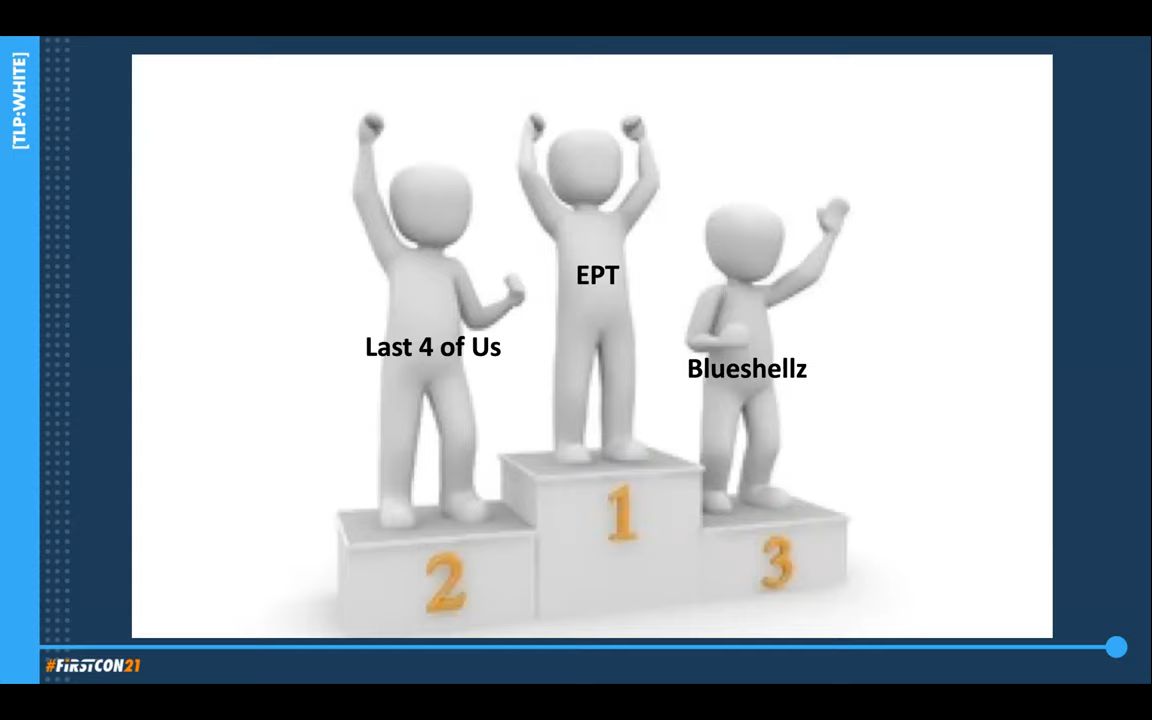 [TLP:WHITE]
EPT
Last 4 of Us
Blueshellz
1
2
3
#FIRSTCON21